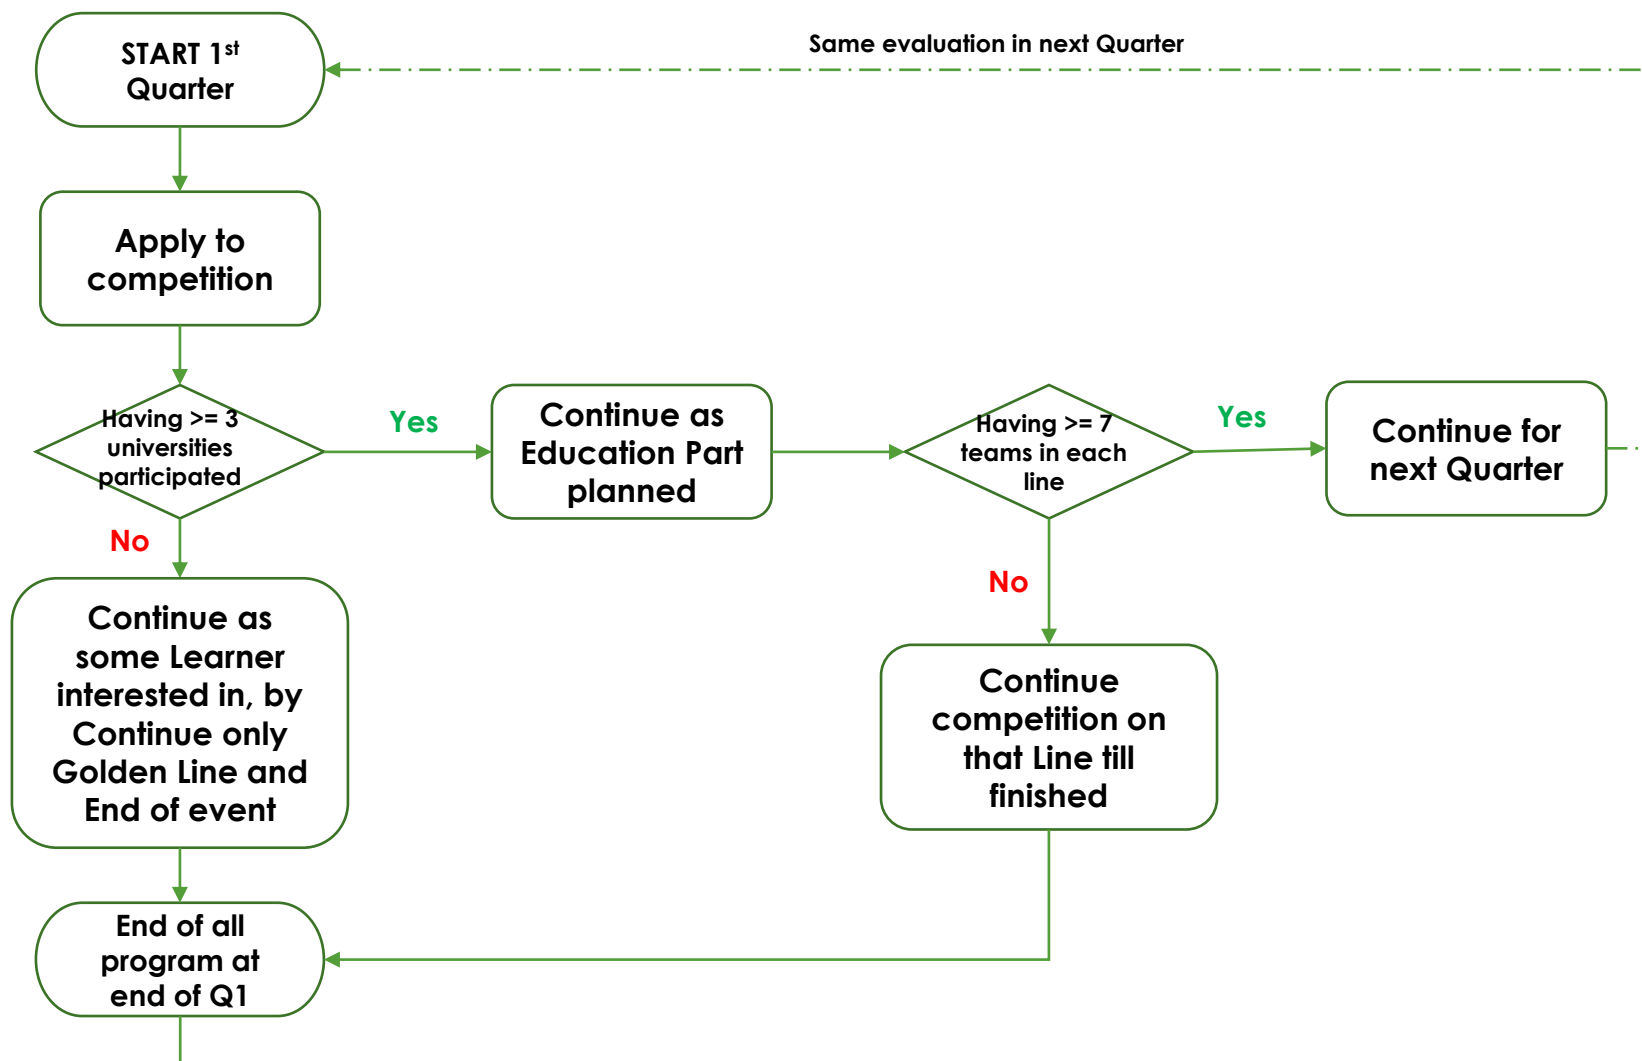 START 1st
Quarter
Same evaluation in next Quarter
Apply to
competition
Having >= 3
universities
participated
Yes
Continue as
Education Part
planned
Having >= 7
teams in each
line
Yes
Continue for
next Quarter
No
Continue as
some Learner
interested in, by
Continue only
Golden Line and
End of event
No
Continue
competition on
that Line till
finished
End of all
program at
end of Q1